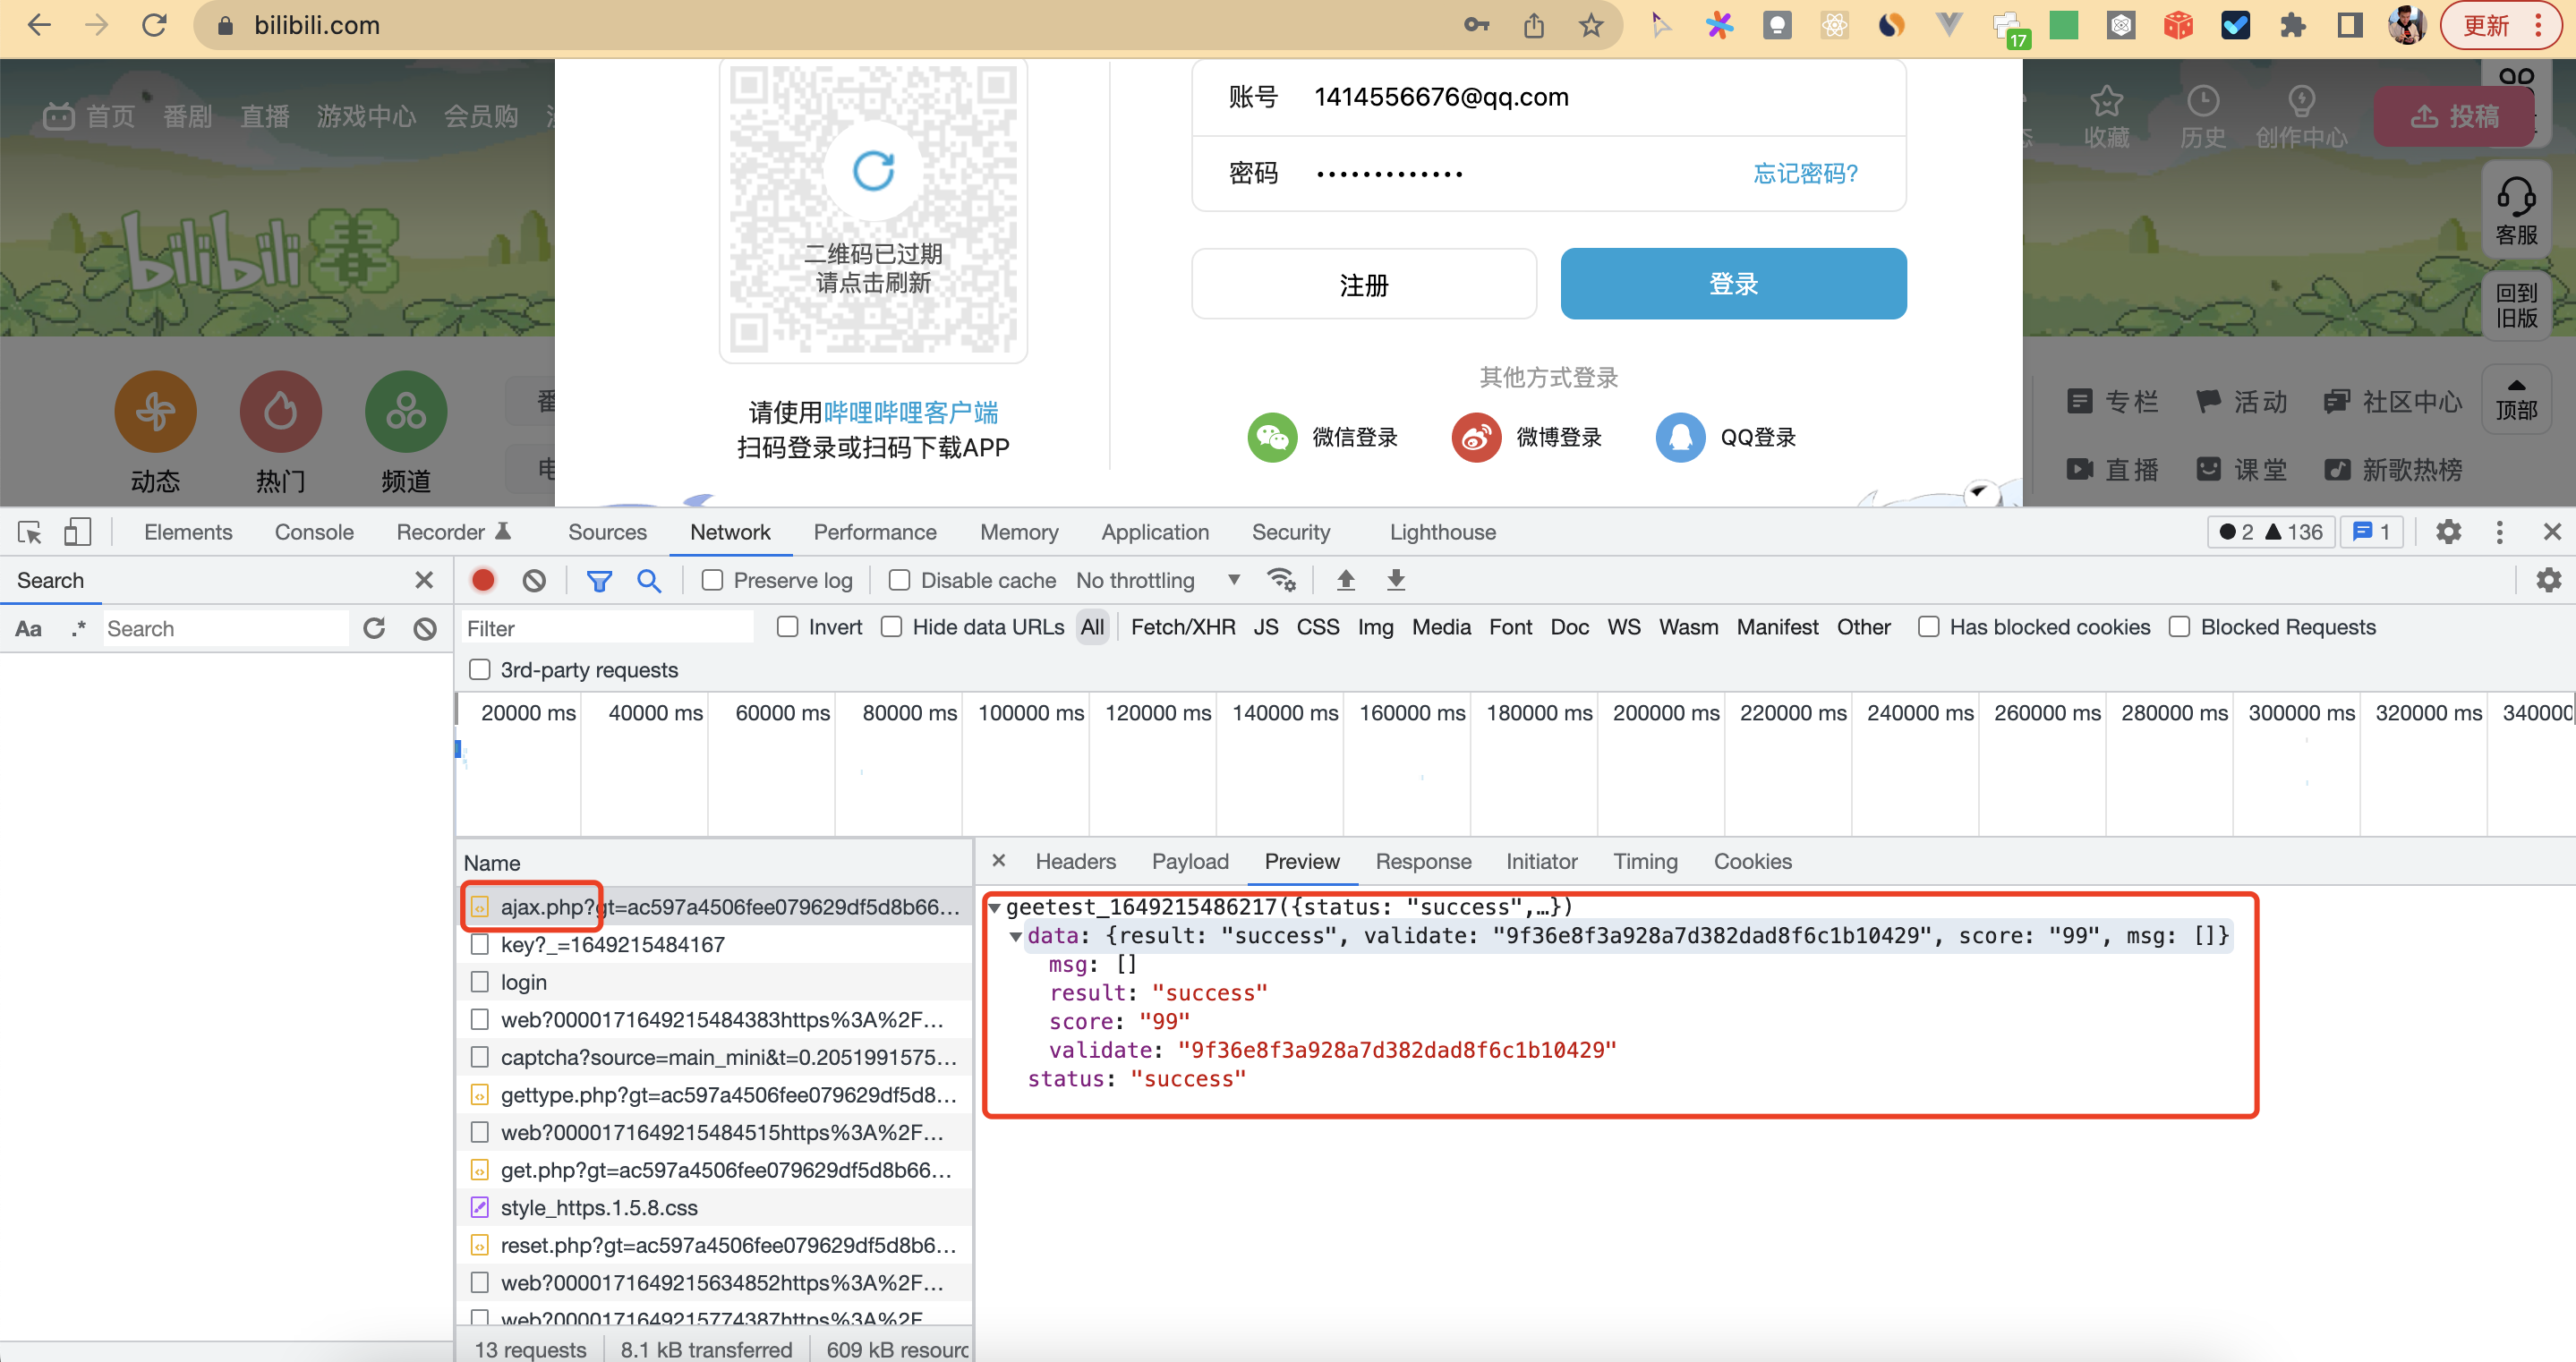 bilibili.com
更新
17
首页 番剧 直播 游戏中心 会员购
bilibili
账号 1414556676@qq.com
密码 ············· 忘记密码?
二维码已过期
请点击刷新
注册 登录
请使用哔哩哔哩客户端
扫码登录或扫码下载APP
其他方式登录
微信登录 微博登录 QQ登录
收藏 历史 创作中心 投稿
客服
回到
旧版
顶部
动态 热门 频道
专栏 活动 社区中心
直播 课堂 新歌热榜
Elements Console Recorder Sources Network Performance Memory Application Security Lighthouse 2 136 1
Search
Preserve log Disable cache No throttling
Aa .* Search
Filter Invert Hide data URLs All Fetch/XHR JS CSS Img Media Font Doc WS Wasm Manifest Other Has blocked cookies Blocked Requests
3rd-party requests
20000 ms 40000 ms 60000 ms 80000 ms 100000 ms 120000 ms 140000 ms 160000 ms 180000 ms 200000 ms 220000 ms 240000 ms 260000 ms 280000 ms 300000 ms 320000 ms 340000
Name
ajax.php?gt=ac597a4506fee079629df5d8b66...
key?_=1649215484167
login
web?0000171649215484383https%3A%2F...
captcha?source=main_mini&t=0.2051991575...
gettype.php?gt=ac597a4506fee079629df5d8...
web?0000171649215484515https%3A%2F...
get.php?gt=ac597a4506fee079629df5d8b66...
style_https.1.5.8.css
reset.php?gt=ac597a4506fee079629df5d8b6...
web?0000171649215634852https%3A%2F...
web?0000171649215774387https%3A%2F
13 requests 8.1 kB transferred 609 kB resourc
Headers Payload Preview Response Initiator Timing Cookies
geetest_1649215486217({status: "success",…})
data: {result: "success", validate: "9f36e8f3a928a7d382dad8f6c1b10429", score: "99", msg: []}
msg: []
result: "success"
score: "99"
validate: "9f36e8f3a928a7d382dad8f6c1b10429"
status: "success"